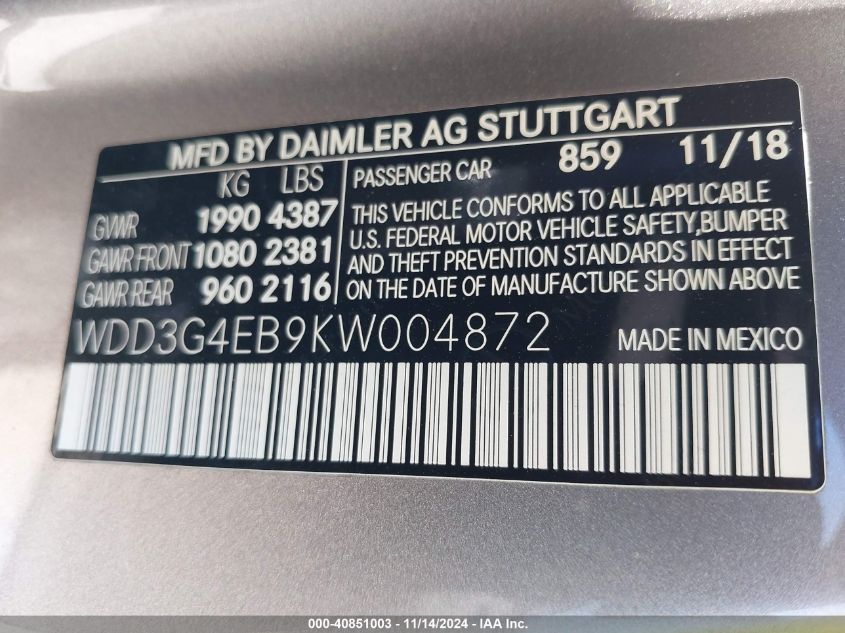 MFD BY DAIMLER AG STUTTGART
KG LBS
GVWR 1990 4387
GAWR FRONT 1080 2381
GAWR REAR 960 2116
PASSENGER CAR 859 11/18
THIS VEHICLE CONFORMS TO ALL APPLICABLE
U.S. FEDERAL MOTOR VEHICLE SAFETY,BUMPER
AND THEFT PREVENTION STANDARDS IN EFFECT
ON THE DATE OF MANUFACTURE SHOWN ABOVE
WDD3G4EB9KW004872 MADE IN MEXICO
000-40851003 - 11/14/2024 - IAA Inc.